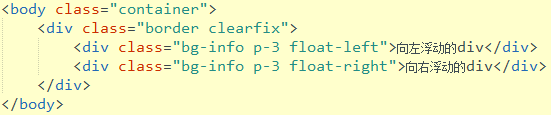 <body class="container">
<div class="border clearfix">
<div class="bg-info p-3 float-left">向左浮动的div</div>
<div class="bg-info p-3 float-right">向右浮动的div</div>
</div>
</body>